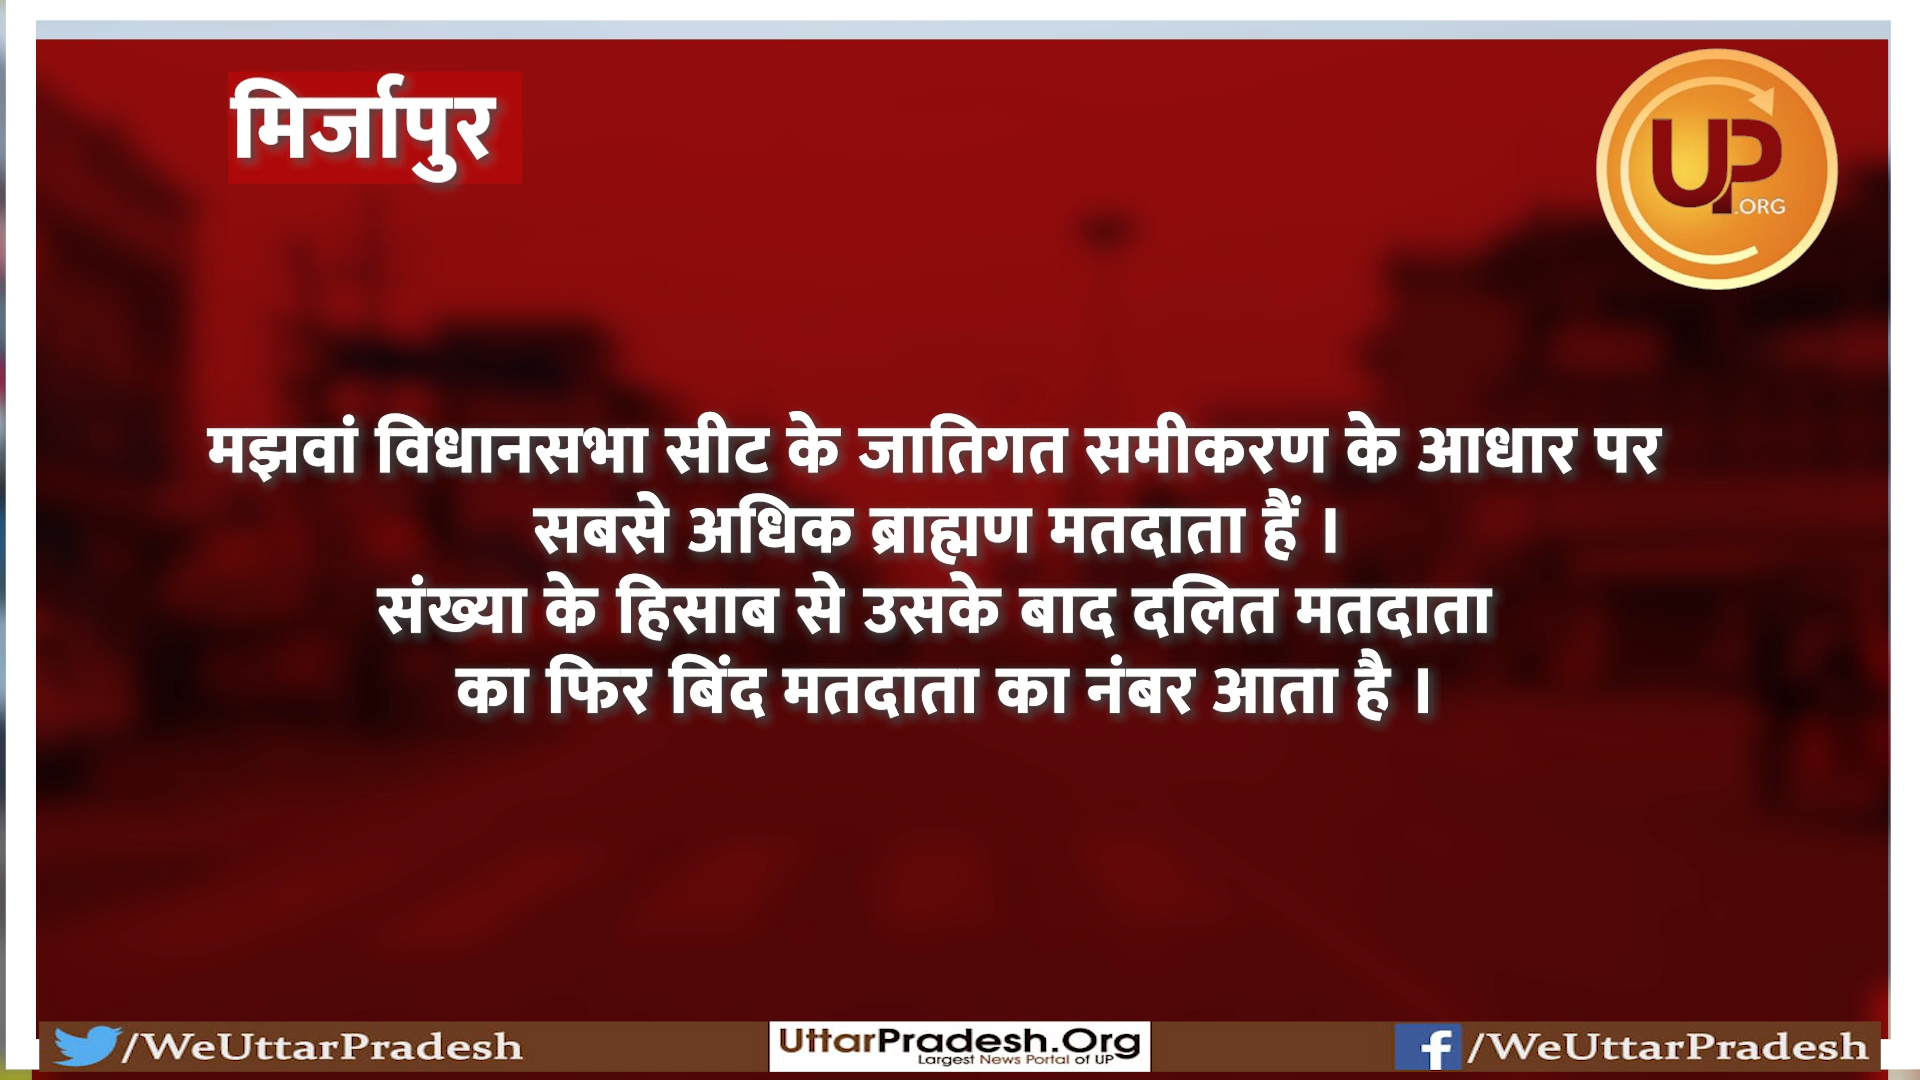 मिर्जापुर
UP
.ORG
मझवां विधानसभा सीट के जातिगत समीकरण के आधार पर
सबसे अधिक ब्राह्मण मतदाता हैं ।
संख्या के हिसाब से उसके बाद दलित मतदाता
का फिर बिंद मतदाता का नंबर आता है ।
/WeUttarPradesh
UttarPradesh.Org
Largest News Portal of UP
f /WeUttarPradesh